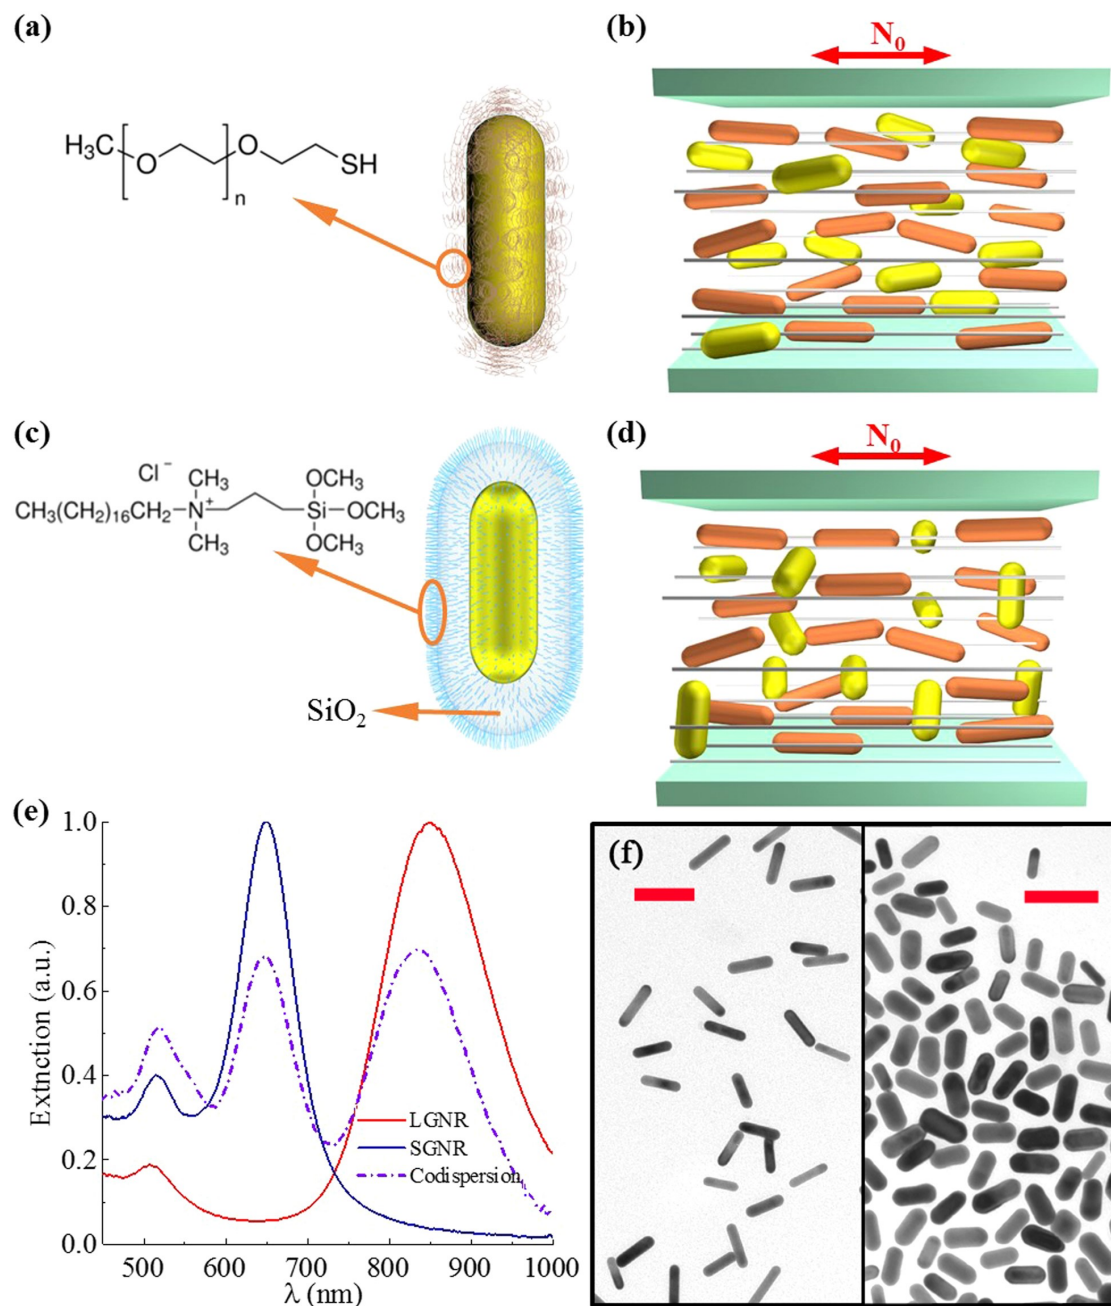 (a)
H₃C
O
O
SH
n
(b)
N₀
(c)
Cl⁻
CH₃
OCH₃
CH₃(CH₂)₁₆CH₂-N⁺
Si-OCH₃
CH₃
OCH₃
SiO₂
(d)
N₀
(e)
Extnction (a.u.)
1.0
0.8
0.6
0.4
0.2
0.0
LGNR
SGNR
Codispersion
500
600
700
800
900
1000
λ (nm)
(f)